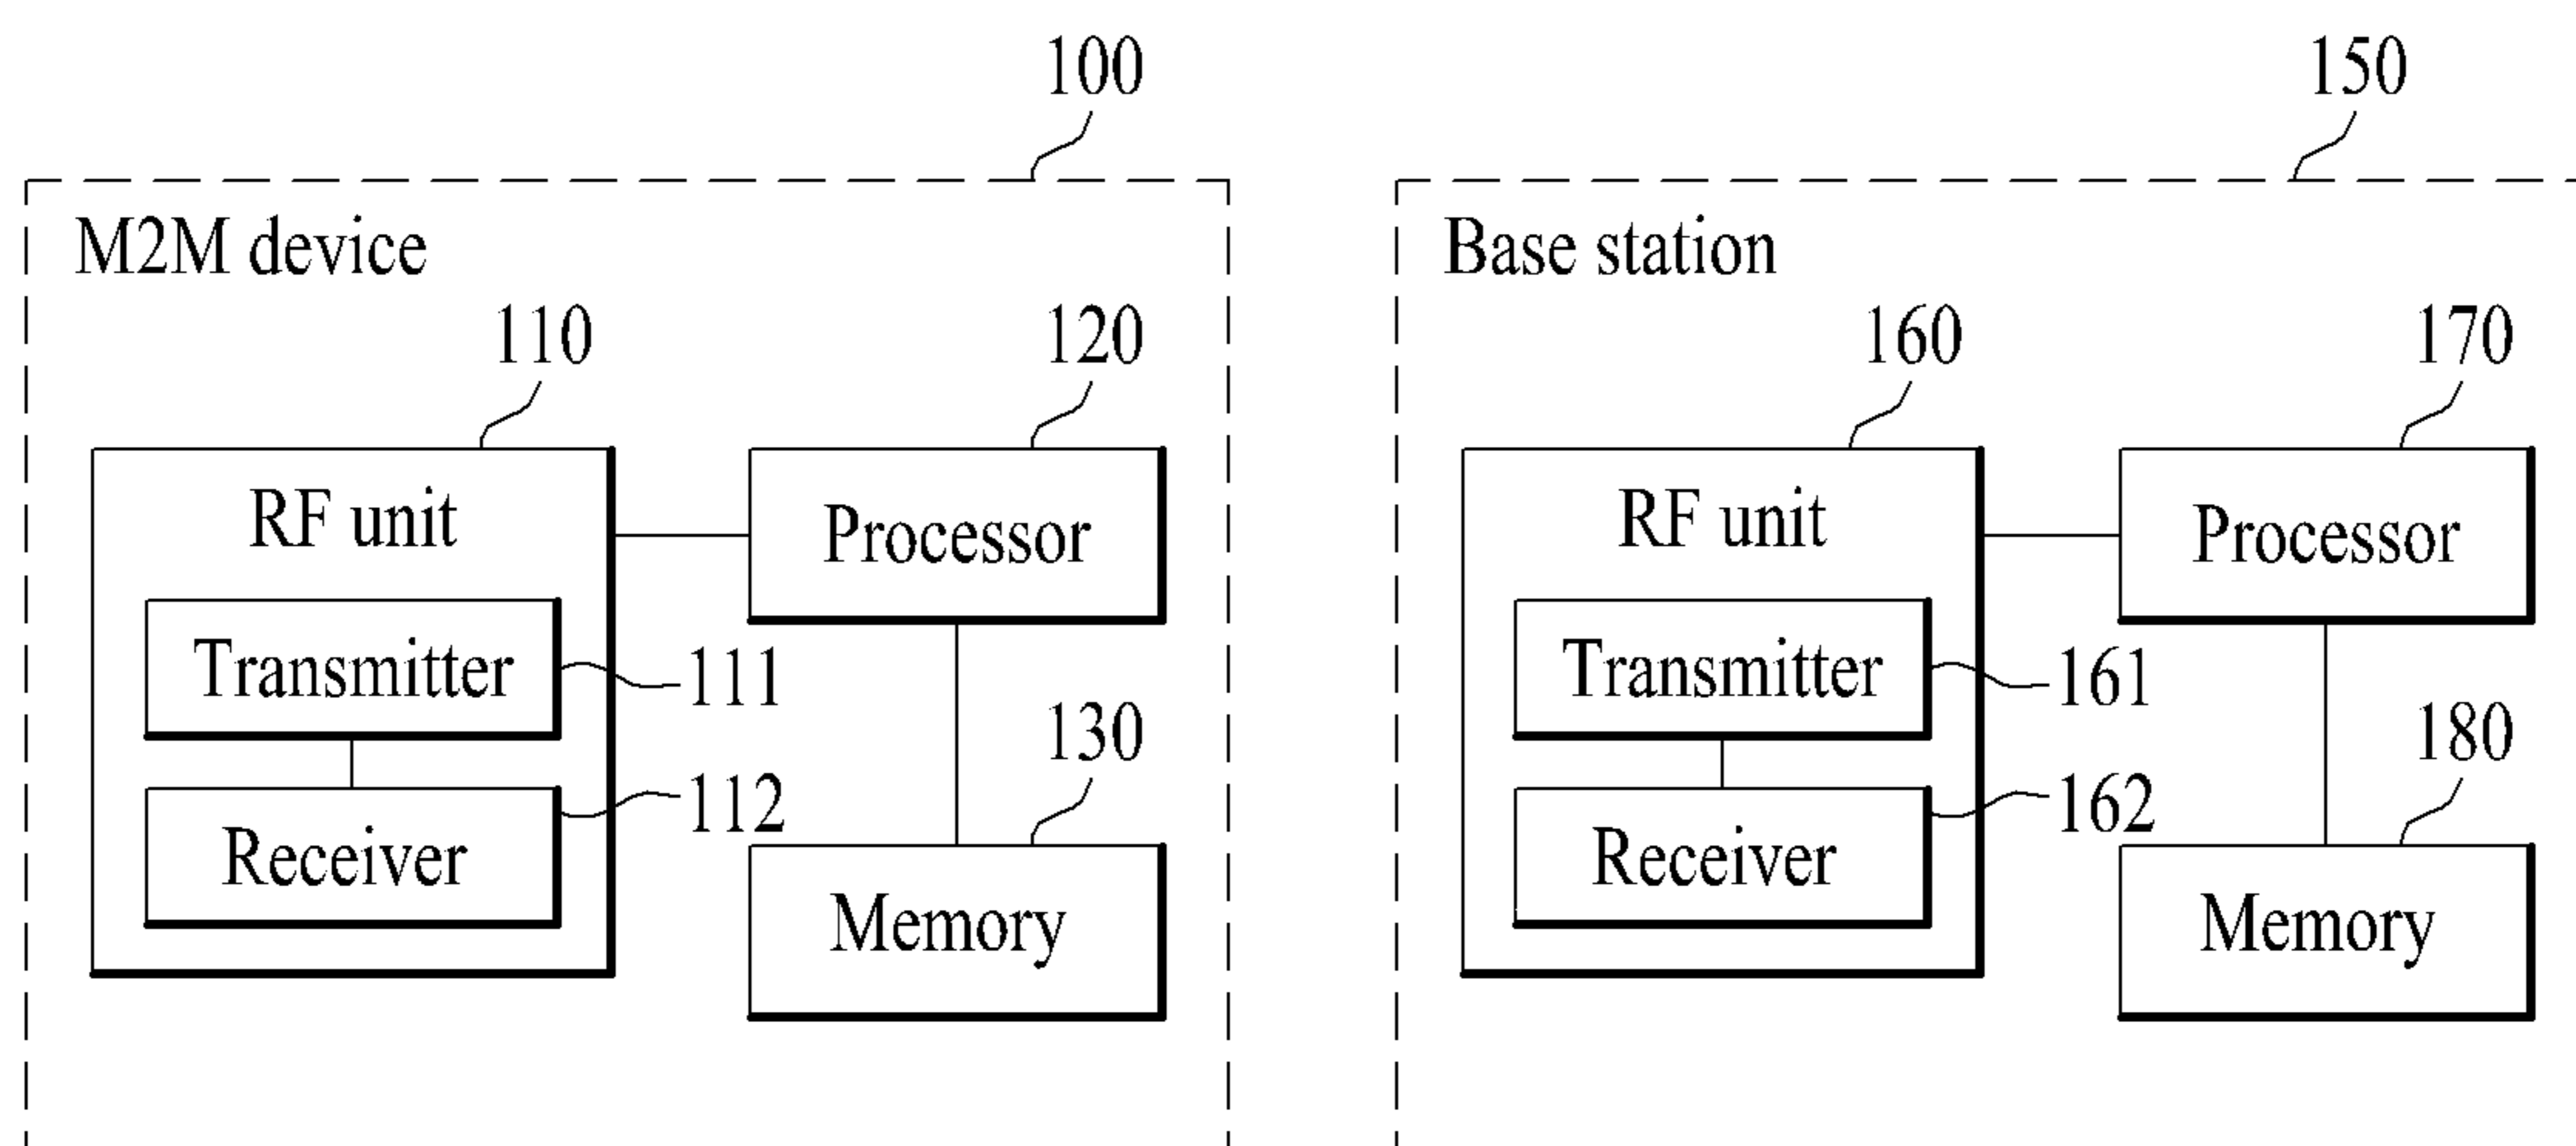 100
150
M2M device
Base station
110
120
160
170
RF unit
Processor
RF unit
Processor
Transmitter
111
Transmitter
161
130
180
112
162
Receiver
Memory
Receiver
Memory